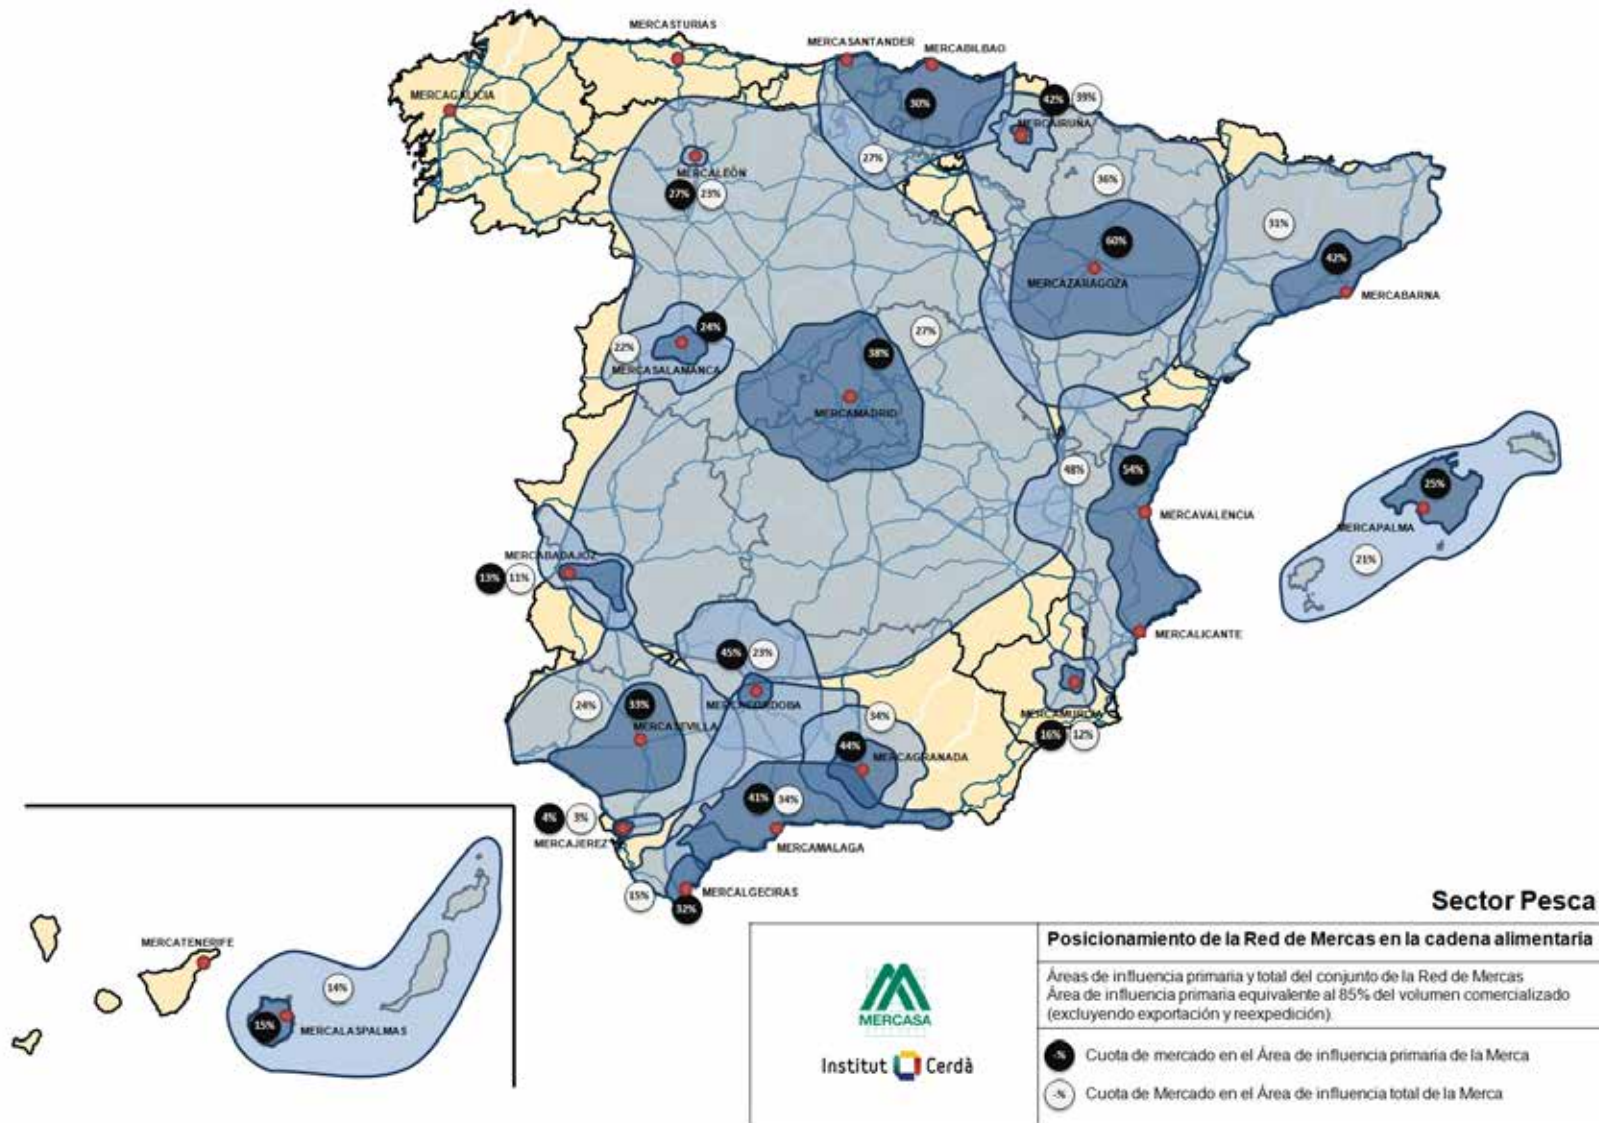 MERCASTURIAS
MERCASANTANDER
MERCABILBAO
MERCAGALICIA
42%
39%
30%
MERCAIRUÑA
27%
MERCALEÓN
27%
23%
36%
31%
60%
42%
MERCAZARAGOZA
MERCABARNA
24%
27%
22%
38%
MERCASALAMANCA
MERCAMADRID
48%
54%
25%
MERCAVALENCIA
MERCAPALMA
MERCABADAJOZ
21%
13%
11%
MERCALICANTE
45%
23%
24%
33%
MERCACORDOBA
34%
MERCAMURCIA
MERCASEVILLA
16%
12%
44%
MERCAGRANADA
41%
34%
4%
3%
MERCAJEREZ
MERCAMALAGA
15%
MERCALGECIRAS
32%
MERCATENERIFE
14%
15%
MERCALASPALMAS
Sector Pesca
Posicionamiento de la Red de Mercas en la cadena alimentaria
Áreas de influencia primaria y total del conjunto de la Red de Mercas
Área de influencia primaria equivalente al 85% del volumen comercializado
(excluyendo exportación y reexpedición).
MERCASA
Institut Cerdà
-% Cuota de mercado en el Área de influencia primaria de la Merca
-% Cuota de Mercado en el Área de influencia total de la Merca